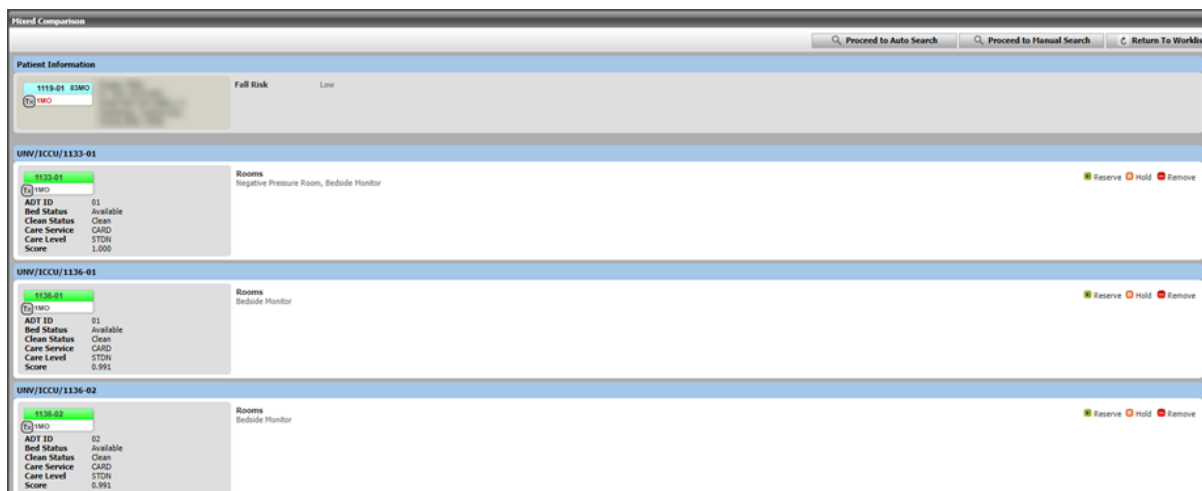 Mixed Comparison
Proceed to Auto Search Proceed to Manual Search Return To Worklis
Patient Information
1119-01 83MO
Tx 1MO
Fall Risk Low
UNV/ICCU/1133-01
1133-01
Tx 1MO
ADT ID 01
Bed Status Available
Clean Status Clean
Care Service CARD
Care Level STDN
Score 1.000
Rooms
Negative Pressure Room, Bedside Monitor
Reserve Hold Remove
UNV/ICCU/1136-01
1136-01
Tx 1MO
ADT ID 01
Bed Status Available
Clean Status Clean
Care Service CARD
Care Level STDN
Score 0.991
Rooms
Bedside Monitor
Reserve Hold Remove
UNV/ICCU/1136-02
1136-02
Tx 1MO
ADT ID 02
Bed Status Available
Clean Status Clean
Care Service CARD
Care Level STDN
Score 0.991
Rooms
Bedside Monitor
Reserve Hold Remove